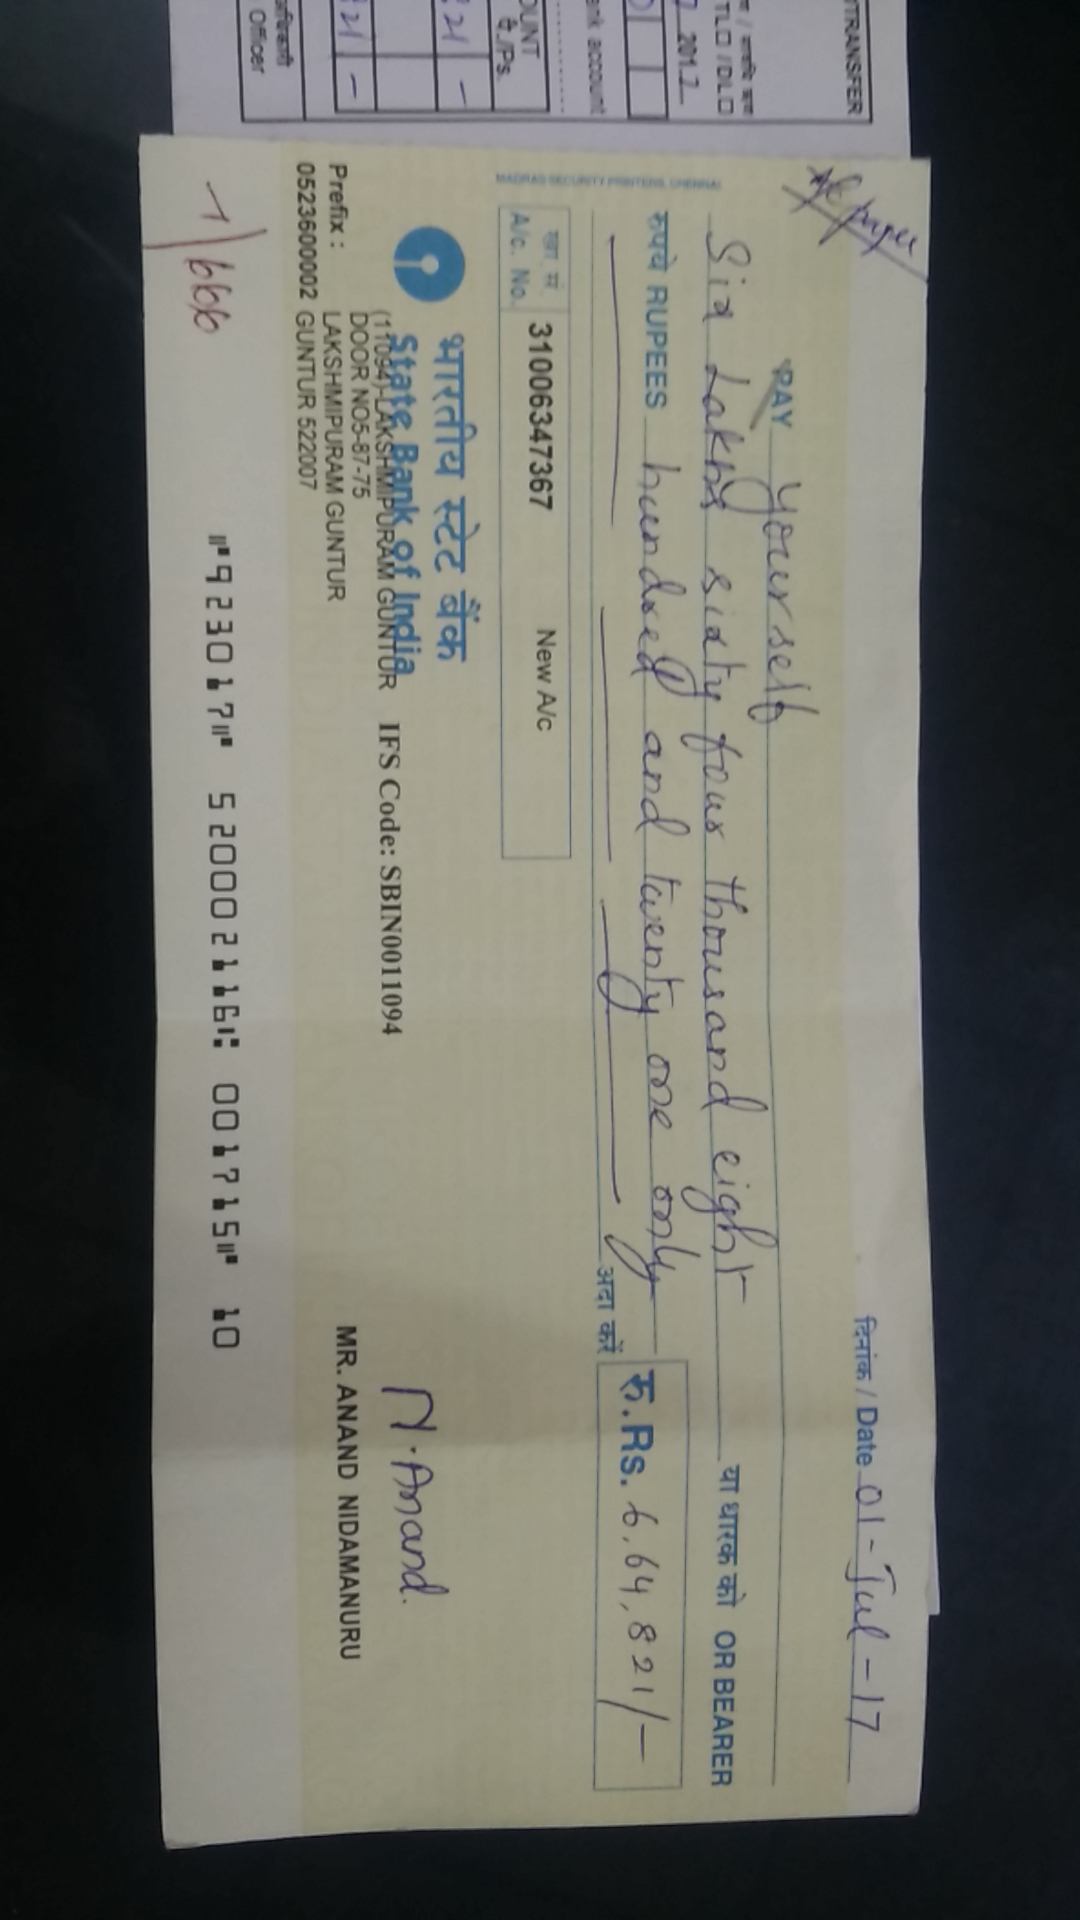 TRANSFER
TL□ / DL□
2017
ank account
OUNT
पै./Ps.
21 -
21 -
Officer
A/c payee
दिनांक / Date 01-Jul-17
PAY yourself
या धारक को OR BEARER
Six Lakhs sixty four thousand eight
रुपये RUPEES hundred and twenty one only
अदा करें
रु.Rs. 6,64,821/-
MADRAS SECURITY PRINTERS, CHENNAI
खा. सं.
A/c. No.
31006347367
New A/c
भारतीय स्टेट बैंक
State Bank of India
(11094)-LAKSHMIPURAM GUNTUR
IFS Code: SBIN0011094
DOOR NO5-87-75
Prefix : LAKSHMIPURAM GUNTUR
0523600002 GUNTUR 522007
N. Anand.
MR. ANAND NIDAMANURU
1/666
⑈923017⑈ 520002116⑆ 001715⑈ 10